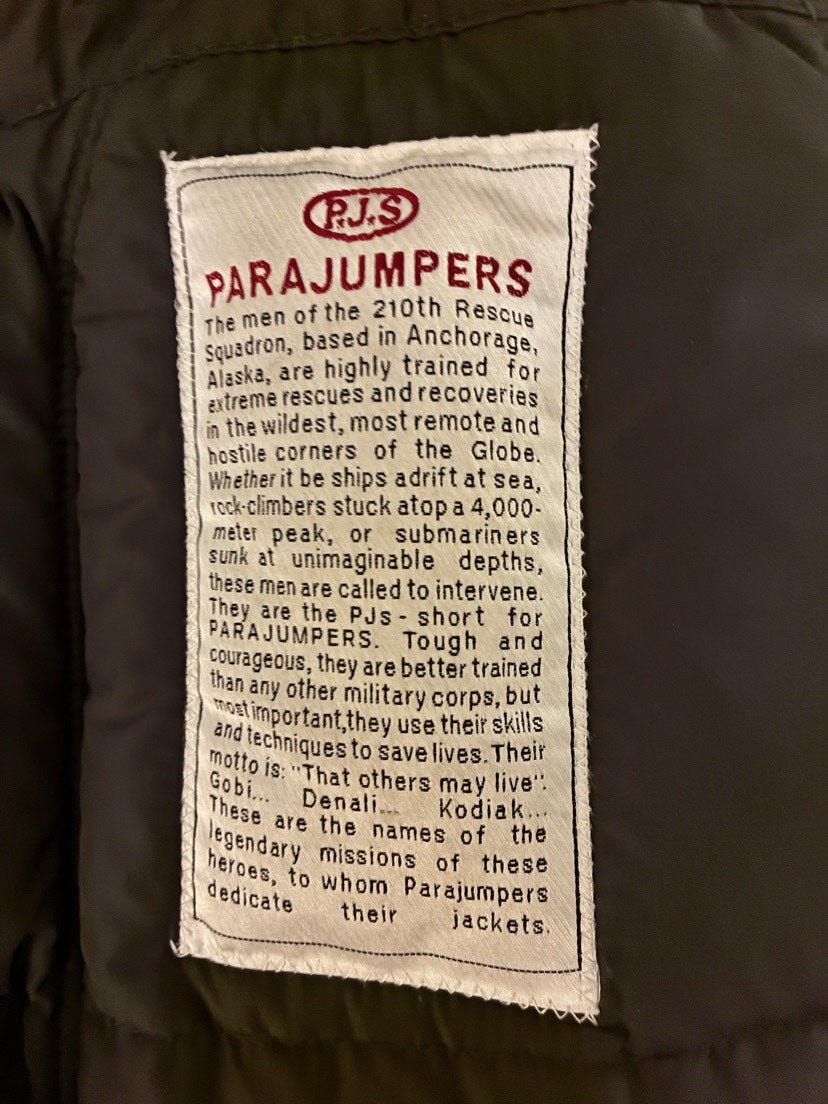 P.J.S
PARAJUMPERS
The men of the 210th Rescue
Squadron, based in Anchorage,
Alaska, are highly trained for
extreme rescues and recoveries
in the wildest, most remote and
hostile corners of the Globe.
Whether it be ships adrift at sea,
rock-climbers stuck atop a 4,000-
meter peak, or submariners
sunk at unimaginable depths,
these men are called to intervene.
They are the PJs - short for
PARAJUMPERS. Tough and
courageous, they are better trained
than any other military corps, but
most important,they use their skills
and techniques to save lives. Their
motto is: "That others may live".
Gobi... Denali... Kodiak...
These are the names of the
legendary missions of these
heroes, to whom Parajumpers
dedicate their jackets.